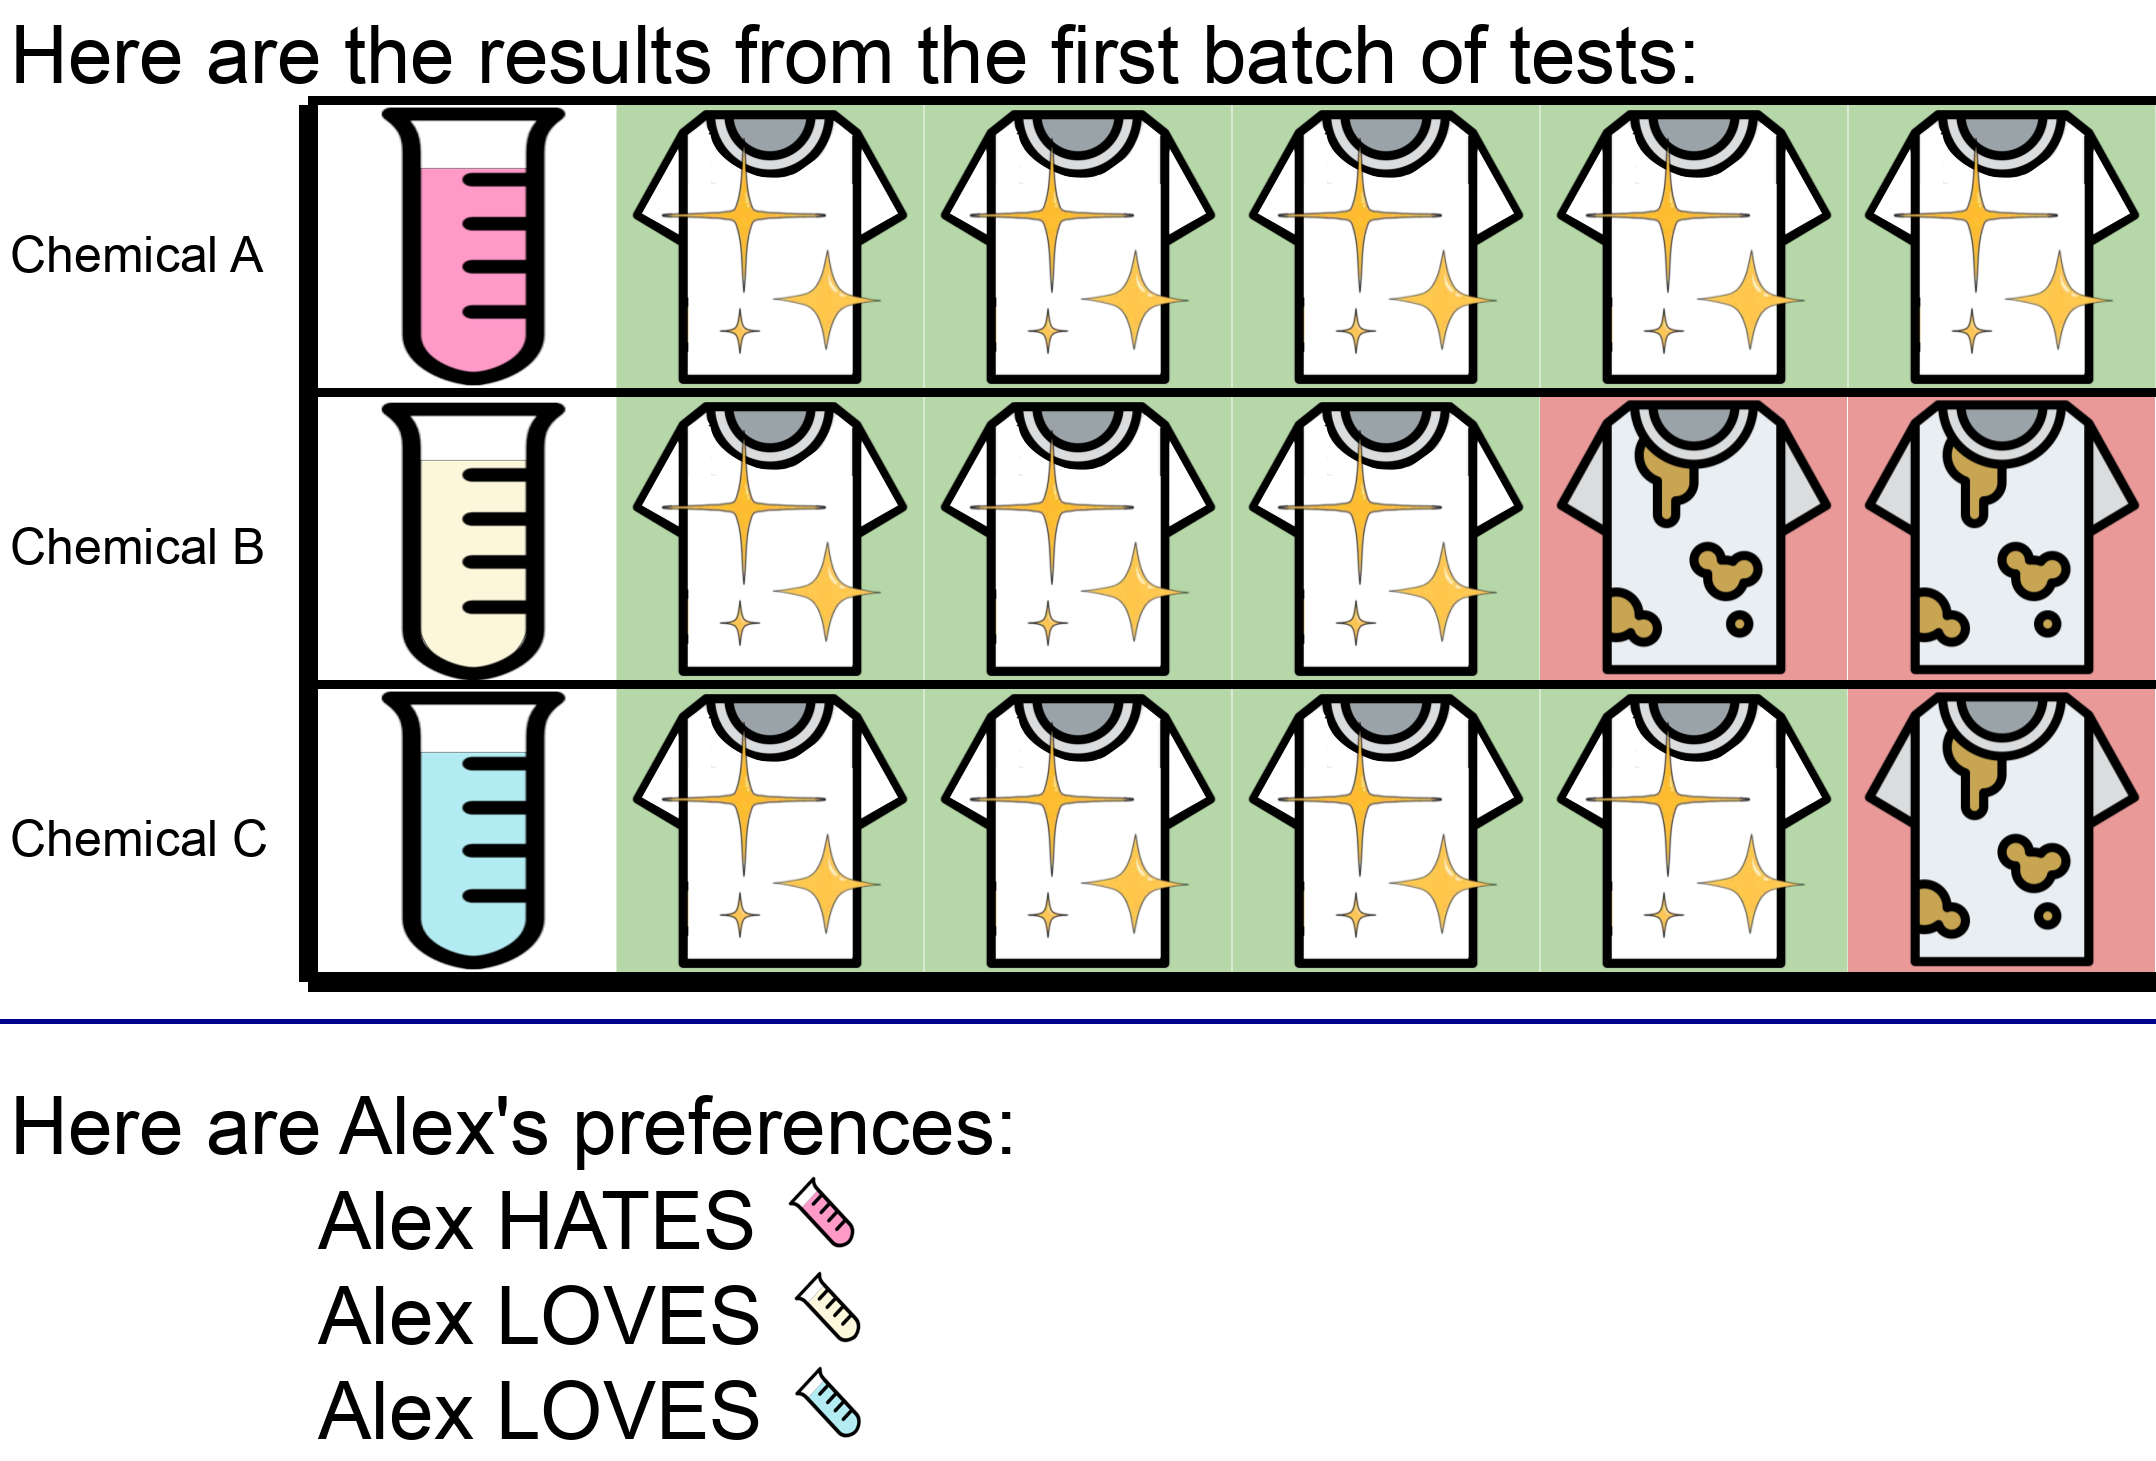 Here are the results from the first batch of tests:
Chemical A
Chemical B
Chemical C
Here are Alex's preferences:
Alex HATES
Alex LOVES
Alex LOVES